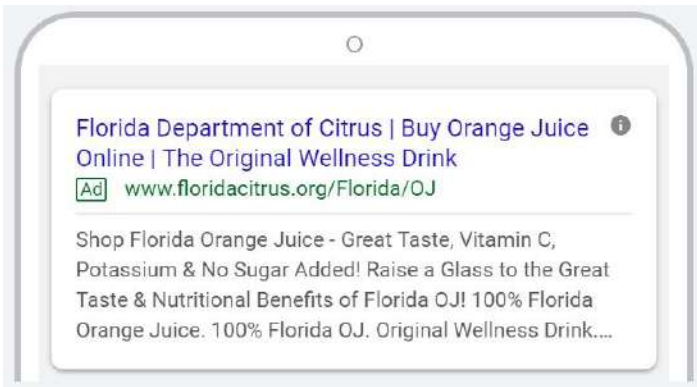 Florida Department of Citrus | Buy Orange Juice
Online | The Original Wellness Drink
Ad www.floridacitrus.org/Florida/OJ
Shop Florida Orange Juice - Great Taste, Vitamin C,
Potassium & No Sugar Added! Raise a Glass to the Great
Taste & Nutritional Benefits of Florida OJ! 100% Florida
Orange Juice. 100% Florida OJ. Original Wellness Drink....